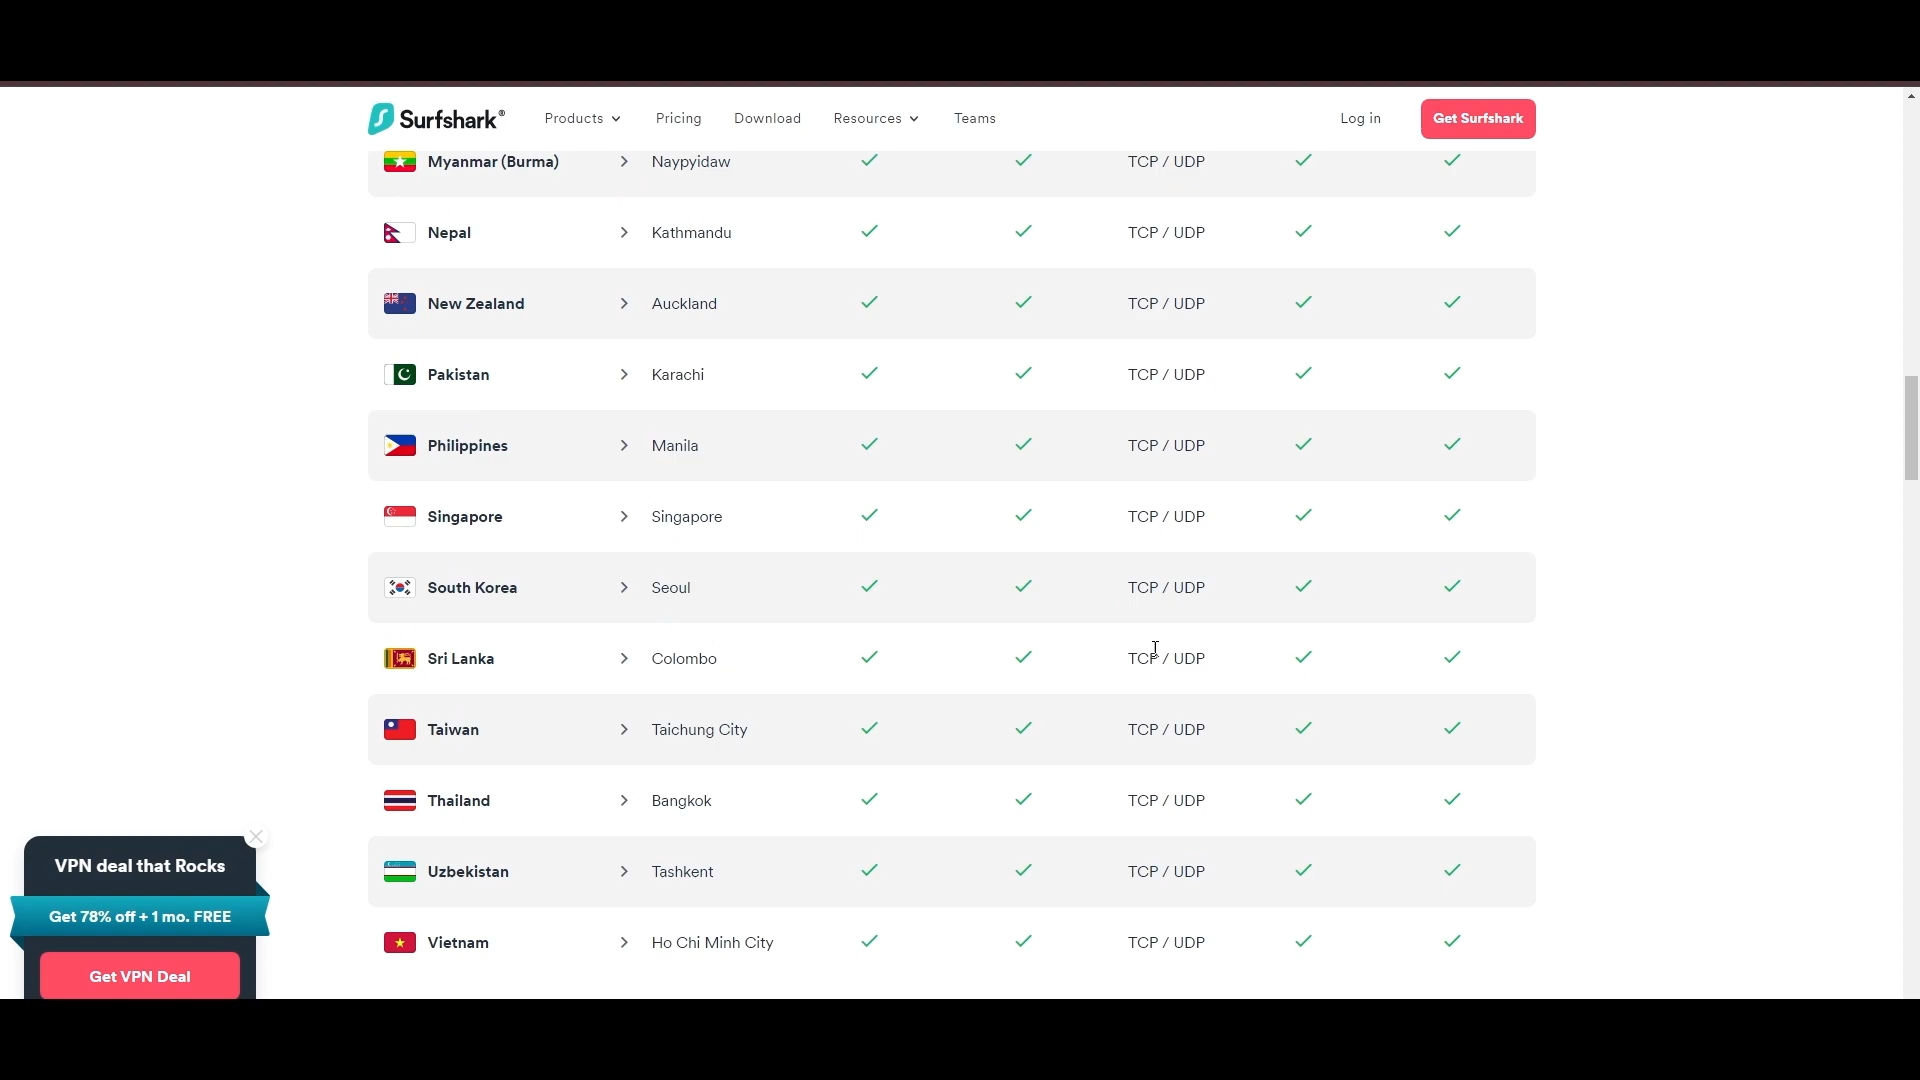 Surfshark® Products Pricing Download Resources Teams Log in Get Surfshark
Myanmar (Burma) Naypyidaw TCP / UDP
Nepal Kathmandu TCP / UDP
New Zealand Auckland TCP / UDP
Pakistan Karachi TCP / UDP
Philippines Manila TCP / UDP
Singapore Singapore TCP / UDP
South Korea Seoul TCP / UDP
Sri Lanka Colombo TCP / UDP
Taiwan Taichung City TCP / UDP
Thailand Bangkok TCP / UDP
Uzbekistan Tashkent TCP / UDP
Vietnam Ho Chi Minh City TCP / UDP
VPN deal that Rocks
Get 78% off + 1 mo. FREE
Get VPN Deal